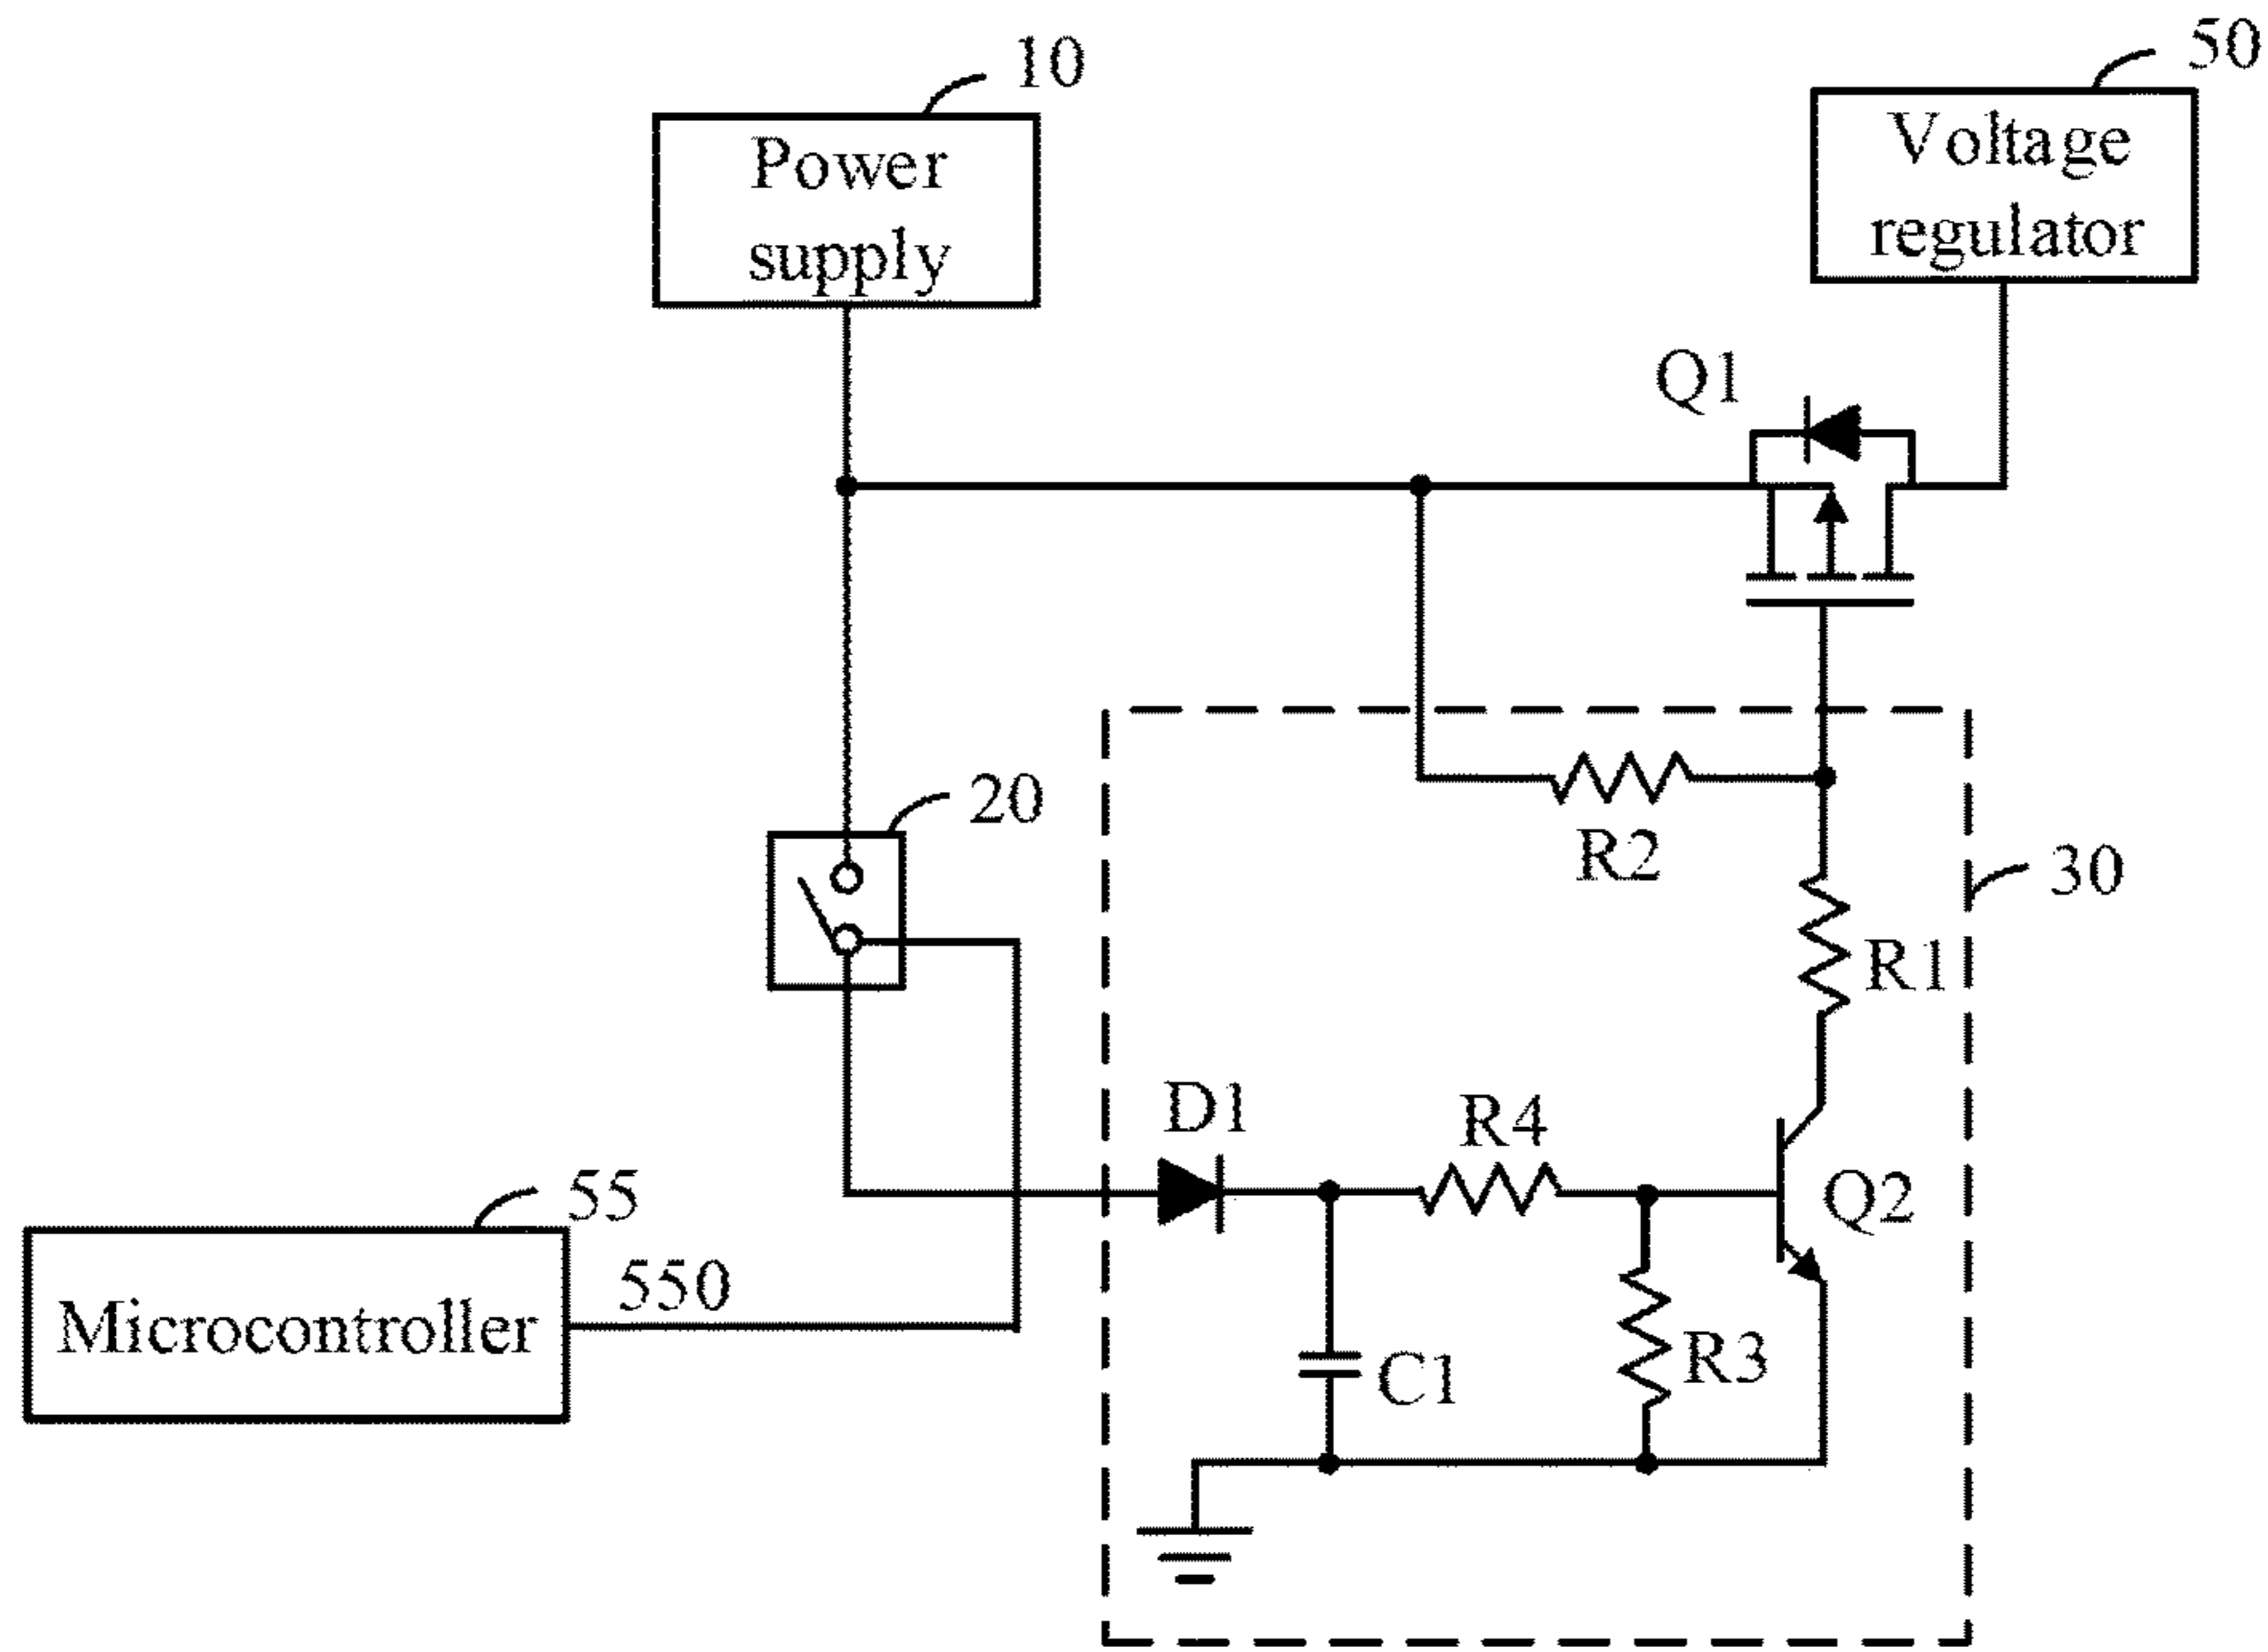 10
50
Power
supply
Voltage
regulator
Q1
20
R2
30
R1
D1
R4
55
Q2
550
Microcontroller
R3
C1